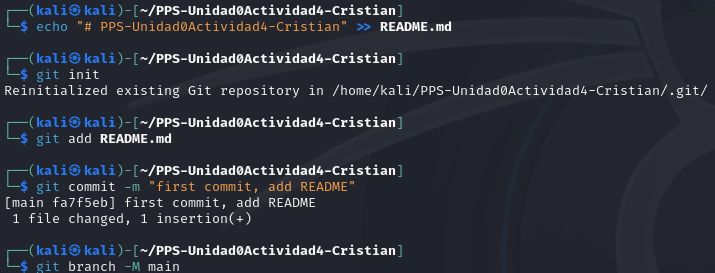 ┌──(kali㉿kali)-[~/PPS-Unidad0Actividad4-Cristian]
└─$ echo "# PPS-Unidad0Actividad4-Cristian" >> README.md
┌──(kali㉿kali)-[~/PPS-Unidad0Actividad4-Cristian]
└─$ git init
Reinitialized existing Git repository in /home/kali/PPS-Unidad0Actividad4-Cristian/.git/
┌──(kali㉿kali)-[~/PPS-Unidad0Actividad4-Cristian]
└─$ git add README.md
┌──(kali㉿kali)-[~/PPS-Unidad0Actividad4-Cristian]
└─$ git commit -m "first commit, add README"
[main fa7f5eb] first commit, add README
 1 file changed, 1 insertion(+)
┌──(kali㉿kali)-[~/PPS-Unidad0Actividad4-Cristian]
└─$ git branch -M main